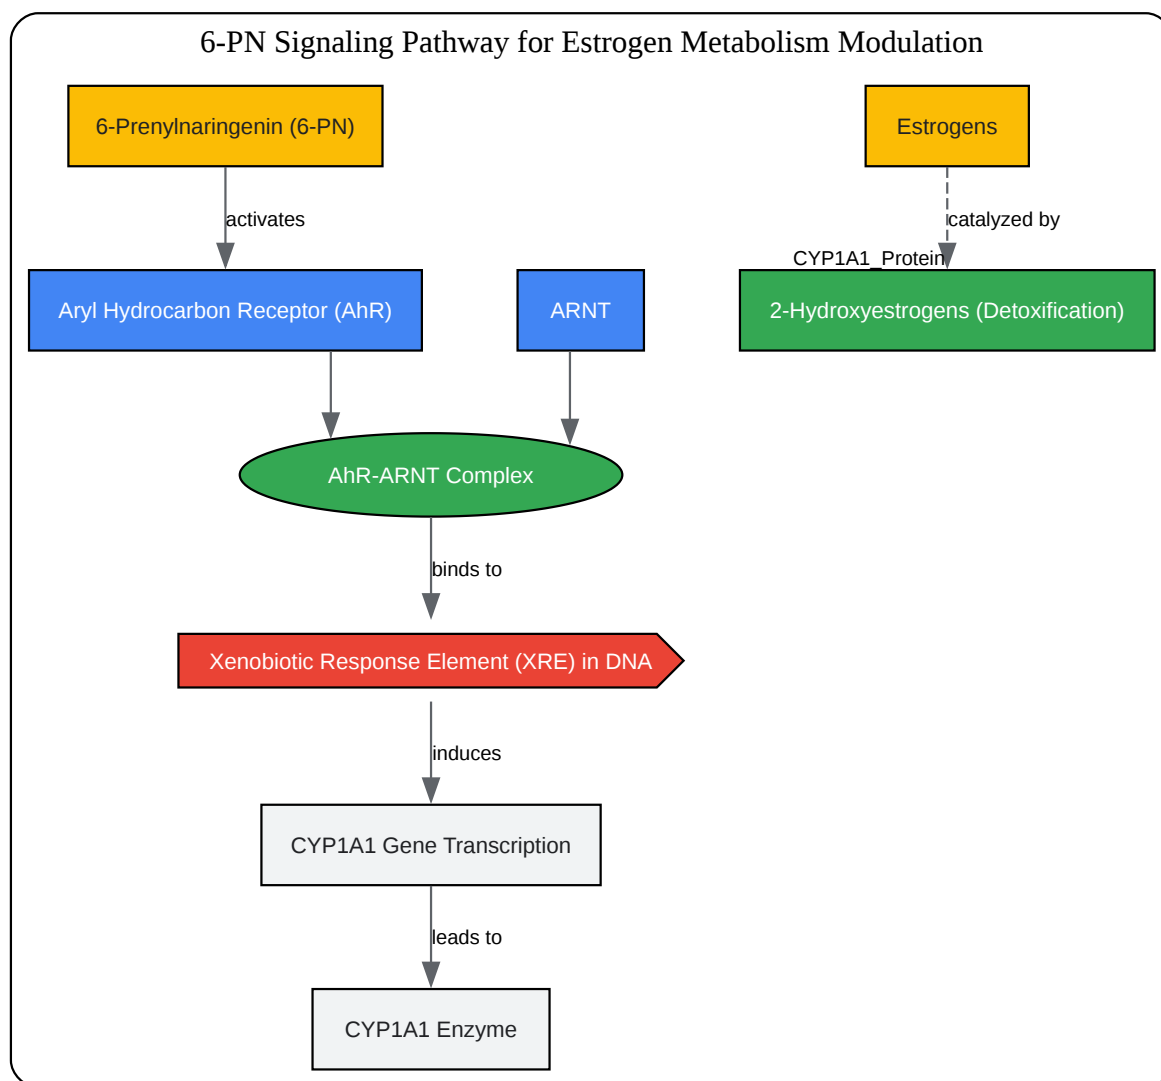 6-PN Signaling Pathway for Estrogen Metabolism Modulation
6-Prenylnaringenin (6-PN)
Estrogens
activates
catalyzed by
CYP1A1_Protein
Aryl Hydrocarbon Receptor (AhR)
ARNT
2-Hydroxyestrogens (Detoxification)
AhR-ARNT Complex
binds to
Xenobiotic Response Element (XRE) in DNA
induces
CYP1A1 Gene Transcription
leads to
CYP1A1 Enzyme